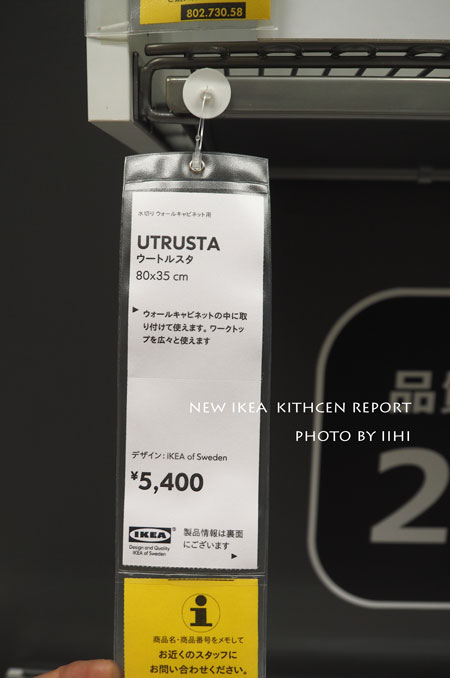 802.730.58
水切り ウォールキャビネット用
UTRUSTA
ウートルスタ
80x35 cm
▶ ウォールキャビネットの中に取
り付けて使えます。ワークトッ
プを広々と使えます
NEW IKEA KITHCEN REPORT
PHOTO BY IIHI
品
2
デザイン：IKEA of Sweden
¥5,400
IKEA®
Design and Quality
IKEA of Sweden
製品情報は裏面
にございます
▶
i
商品名・商品番号をメモして
お近くのスタッフに
お問い合わせください。